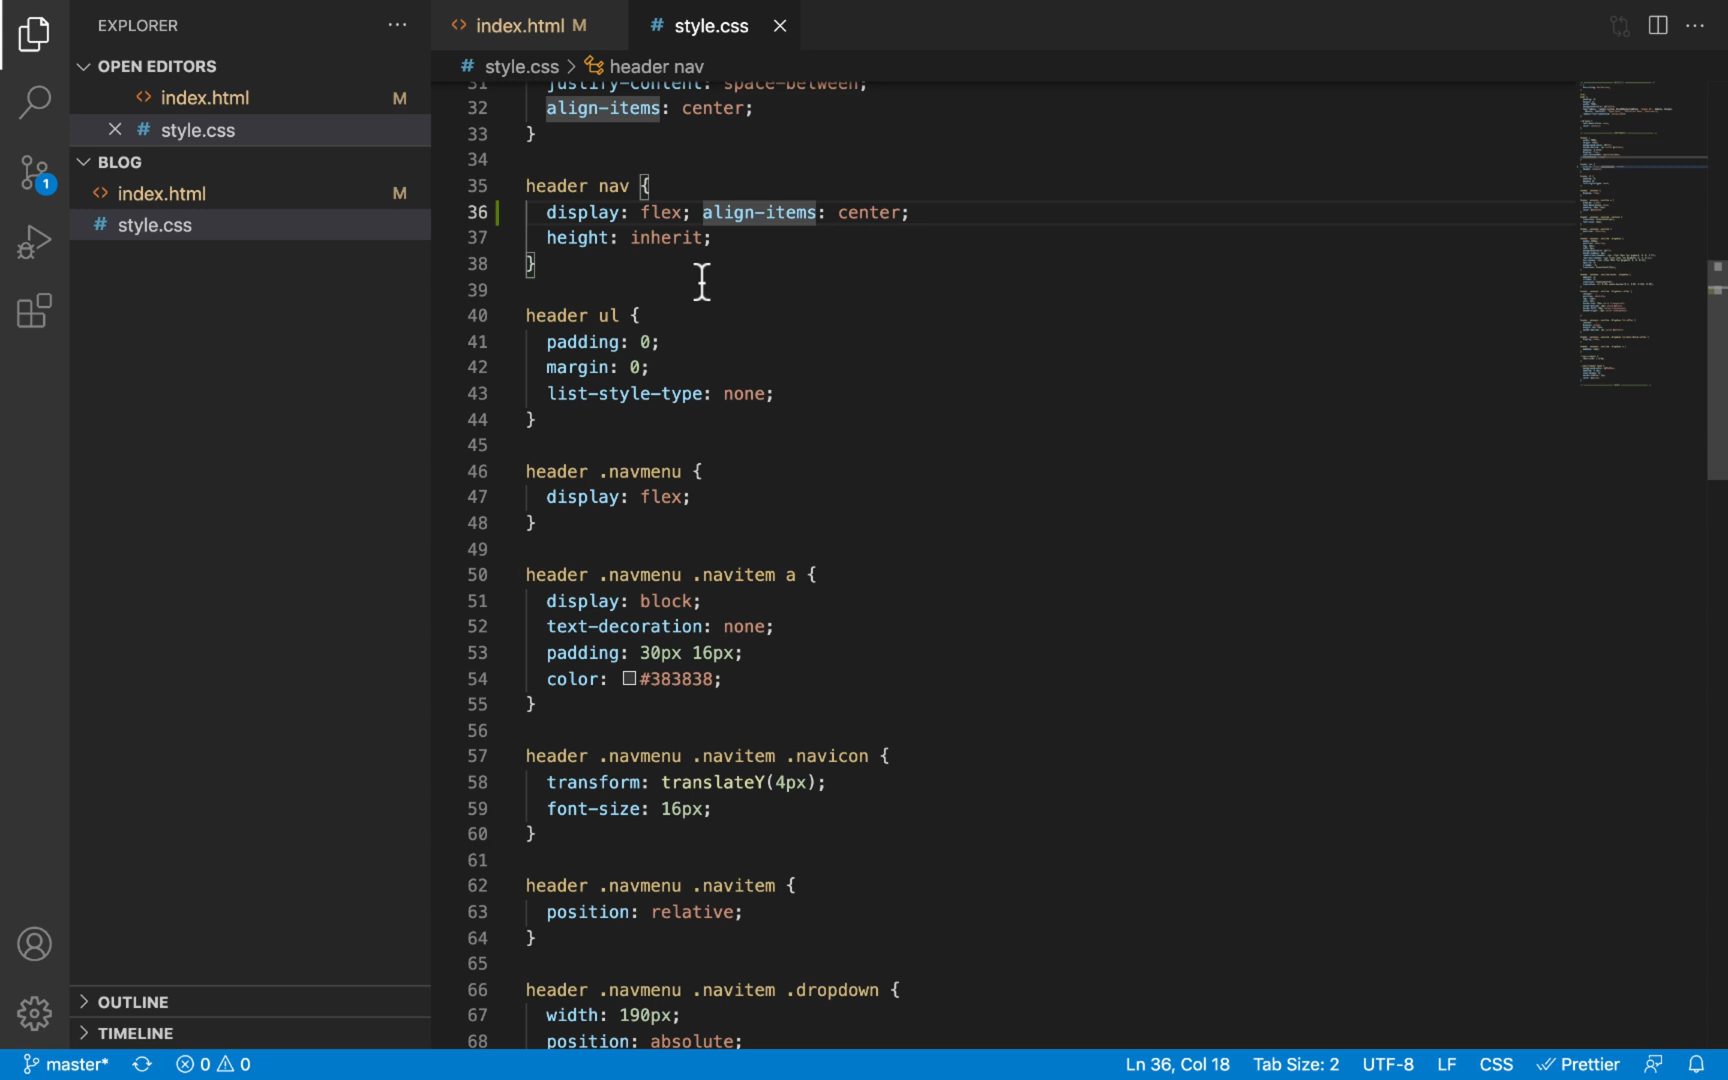 EXPLORER
OPEN EDITORS
index.html M
style.css
BLOG
index.html M
style.css
OUTLINE
TIMELINE
index.html M
# style.css
# style.css > header nav
31 justify-content: space-between;
32 align-items: center;
33 }
34
35 header nav {
36 display: flex; align-items: center;
37 height: inherit;
38 }
39
40 header ul {
41 padding: 0;
42 margin: 0;
43 list-style-type: none;
44 }
45
46 header .navmenu {
47 display: flex;
48 }
49
50 header .navmenu .navitem a {
51 display: block;
52 text-decoration: none;
53 padding: 30px 16px;
54 color: #383838;
55 }
56
57 header .navmenu .navitem .navicon {
58 transform: translateY(4px);
59 font-size: 16px;
60 }
61
62 header .navmenu .navitem {
63 position: relative;
64 }
65
66 header .navmenu .navitem .dropdown {
67 width: 190px;
68 position: absolute;
1
master* 0 0 Ln 36, Col 18 Tab Size: 2 UTF-8 LF CSS Prettier